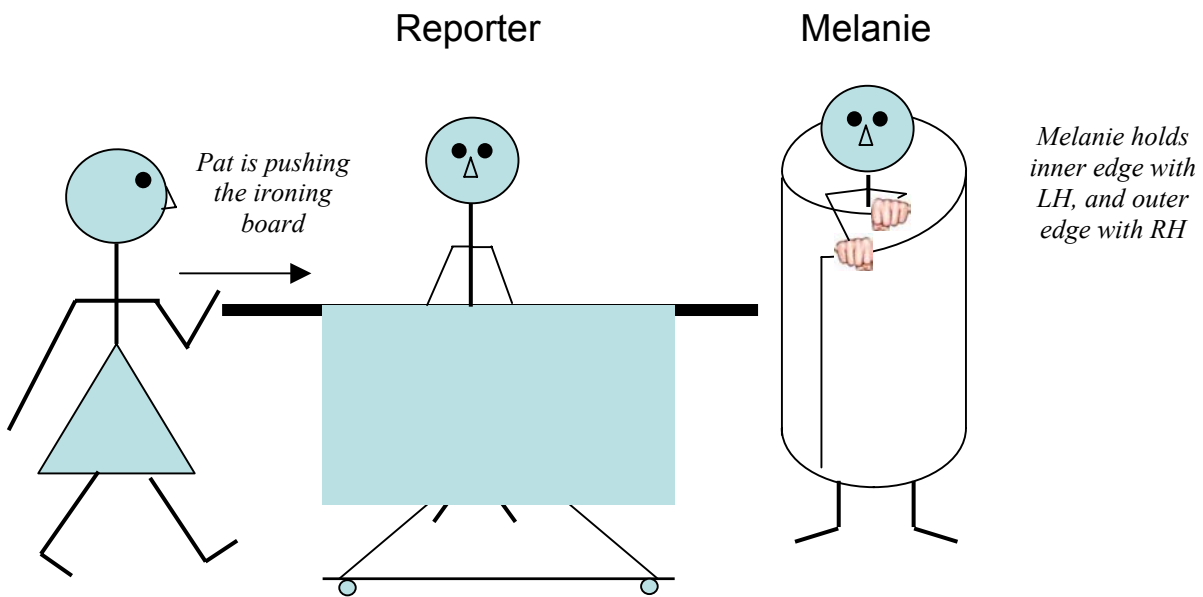 Reporter
Melanie
Pat is pushing
the ironing
board
Melanie holds
inner edge with
LH, and outer
edge with RH